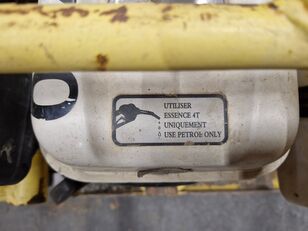 UTILISER
ESSENCE 4T
UNIQUEMENT
USE PETROL ONLY